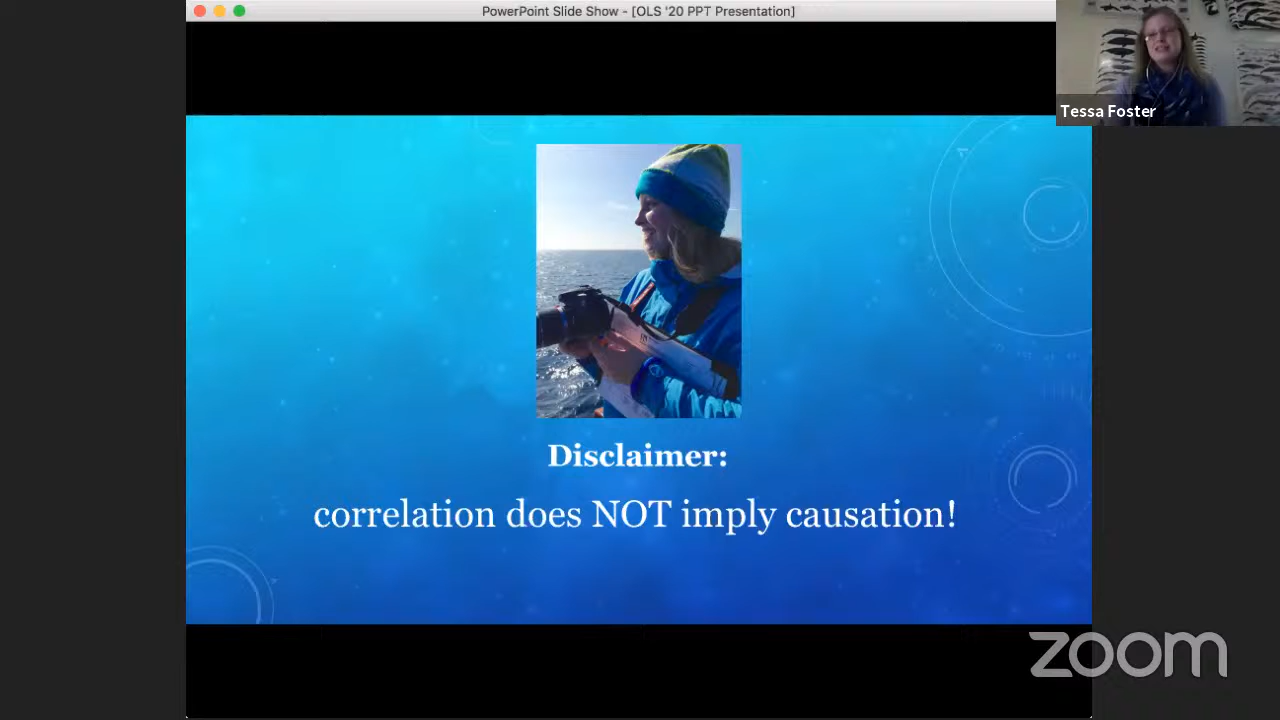 PowerPoint Slide Show - [OLS '20 PPT Presentation]
Tessa Foster
Disclaimer:
correlation does NOT imply causation!
zoom